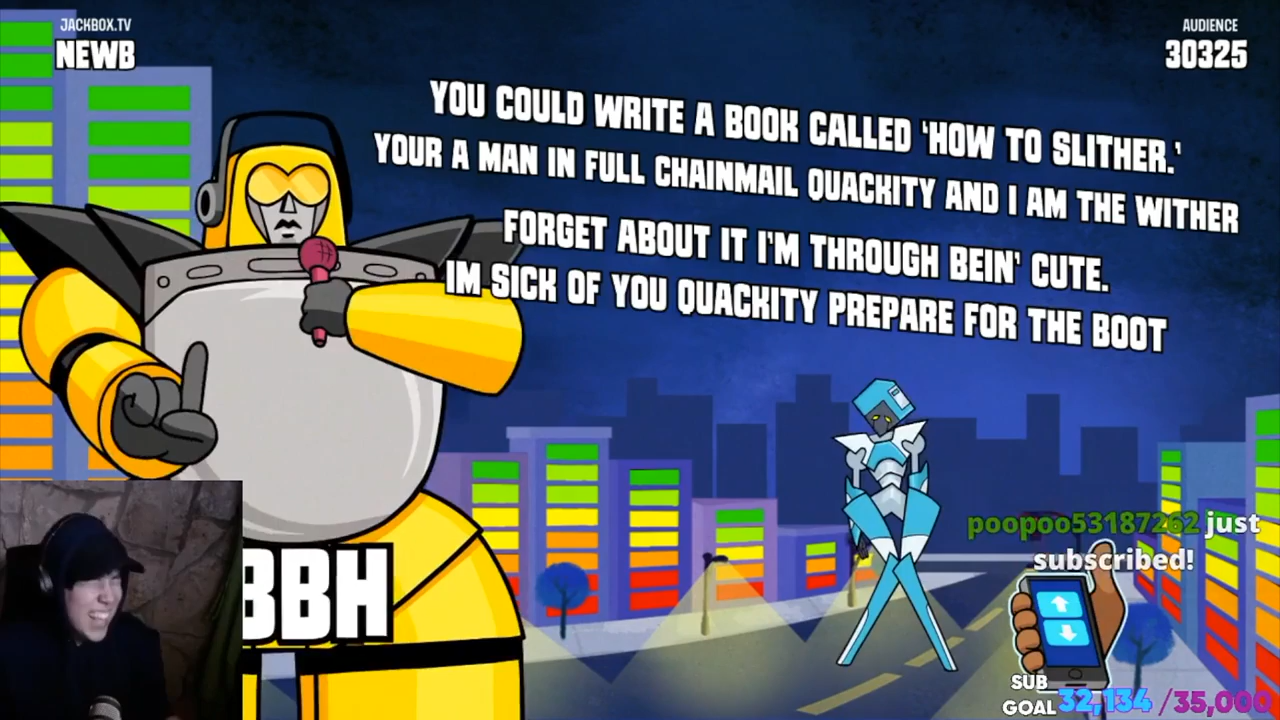 JACKBOX.TV
NEWB
AUDIENCE
30325
YOU COULD WRITE A BOOK CALLED 'HOW TO SLITHER.'
YOUR A MAN IN FULL CHAINMAIL QUACKITY AND I AM THE WITHER
FORGET ABOUT IT I'M THROUGH BEIN' CUTE.
IM SICK OF YOU QUACKITY PREPARE FOR THE BOOT
poopoo53187262 just
subscribed!
BBH
SUB
GOAL 32,134 /35,000